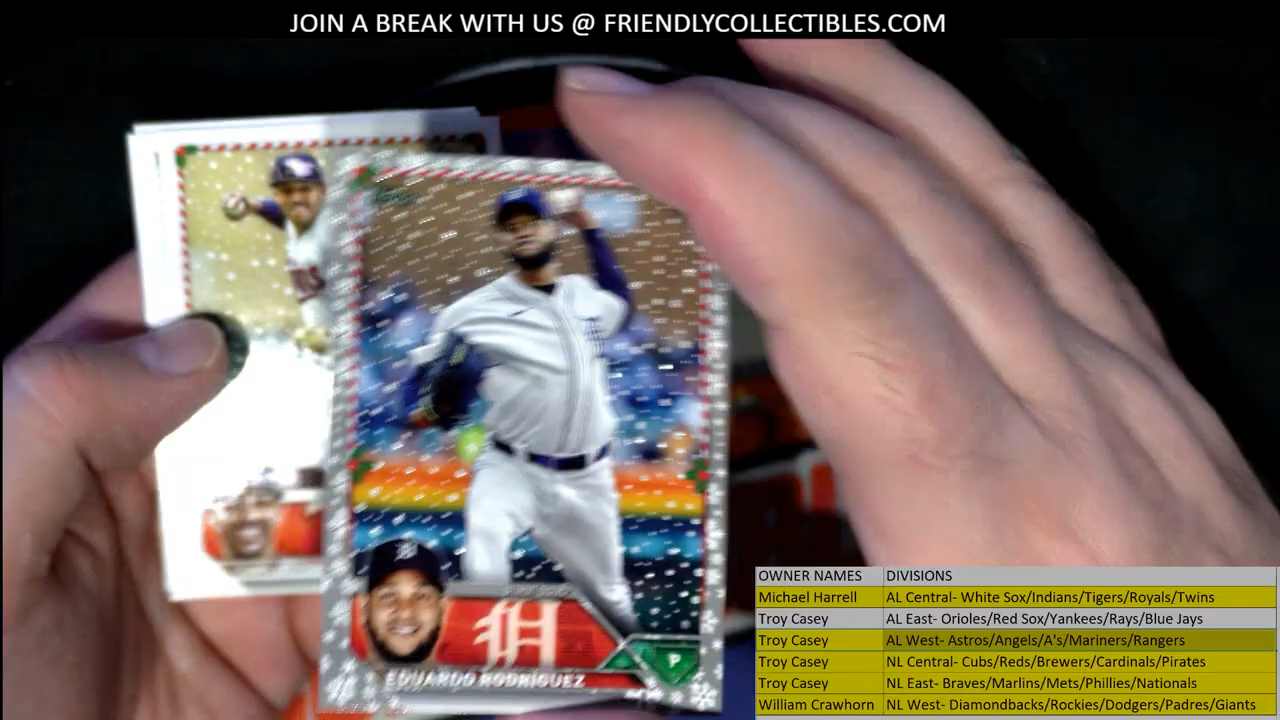 JOIN A BREAK WITH US @ FRIENDLYCOLLECTIBLES.COM
EDUARDO RODRIGUEZ
P
OWNER NAMES DIVISIONS
Michael Harrell AL Central- White Sox/Indians/Tigers/Royals/Twins
Troy Casey AL East- Orioles/Red Sox/Yankees/Rays/Blue Jays
Troy Casey AL West- Astros/Angels/A's/Mariners/Rangers
Troy Casey NL Central- Cubs/Reds/Brewers/Cardinals/Pirates
Troy Casey NL East- Braves/Marlins/Mets/Phillies/Nationals
William Crawhorn NL West- Diamondbacks/Rockies/Dodgers/Padres/Giants